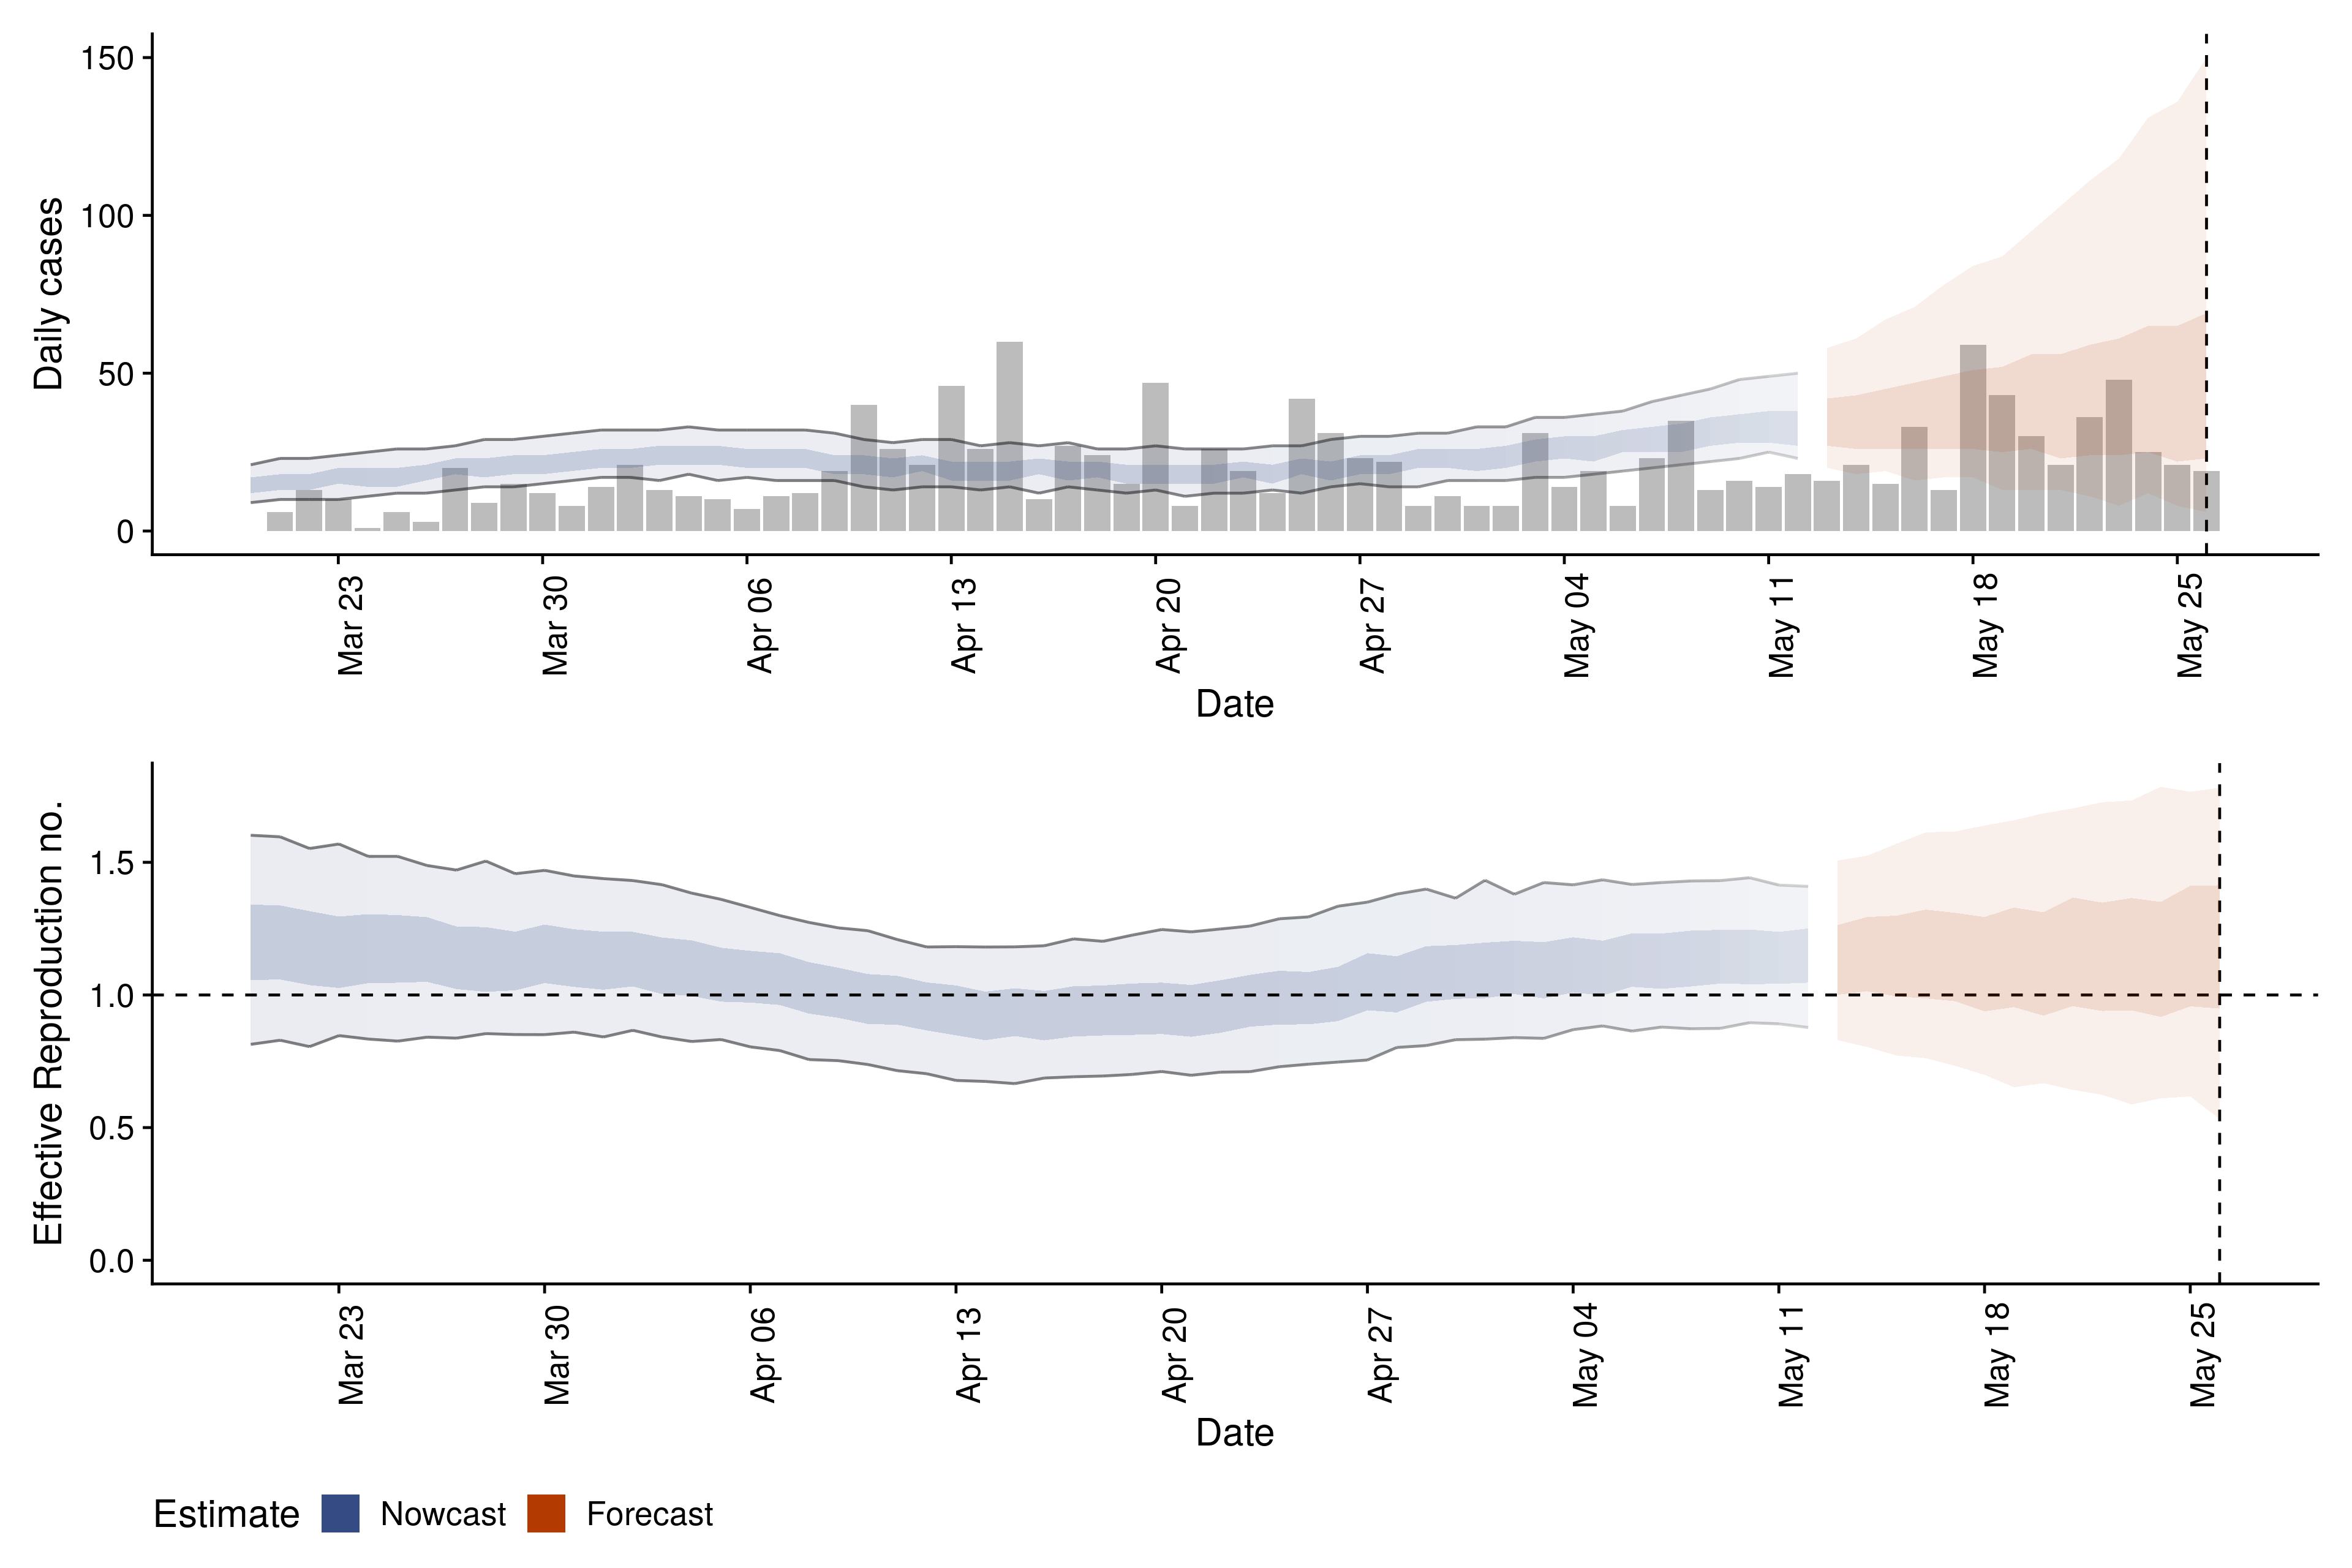 Daily cases
150
100
50
0
Mar 23
Mar 30
Apr 06
Apr 13
Apr 20
Apr 27
May 04
May 11
May 18
May 25
Date
Effective Reproduction no.
1.5
1.0
0.5
0.0
Mar 23
Mar 30
Apr 06
Apr 13
Apr 20
Apr 27
May 04
May 11
May 18
May 25
Date
Estimate Nowcast Forecast